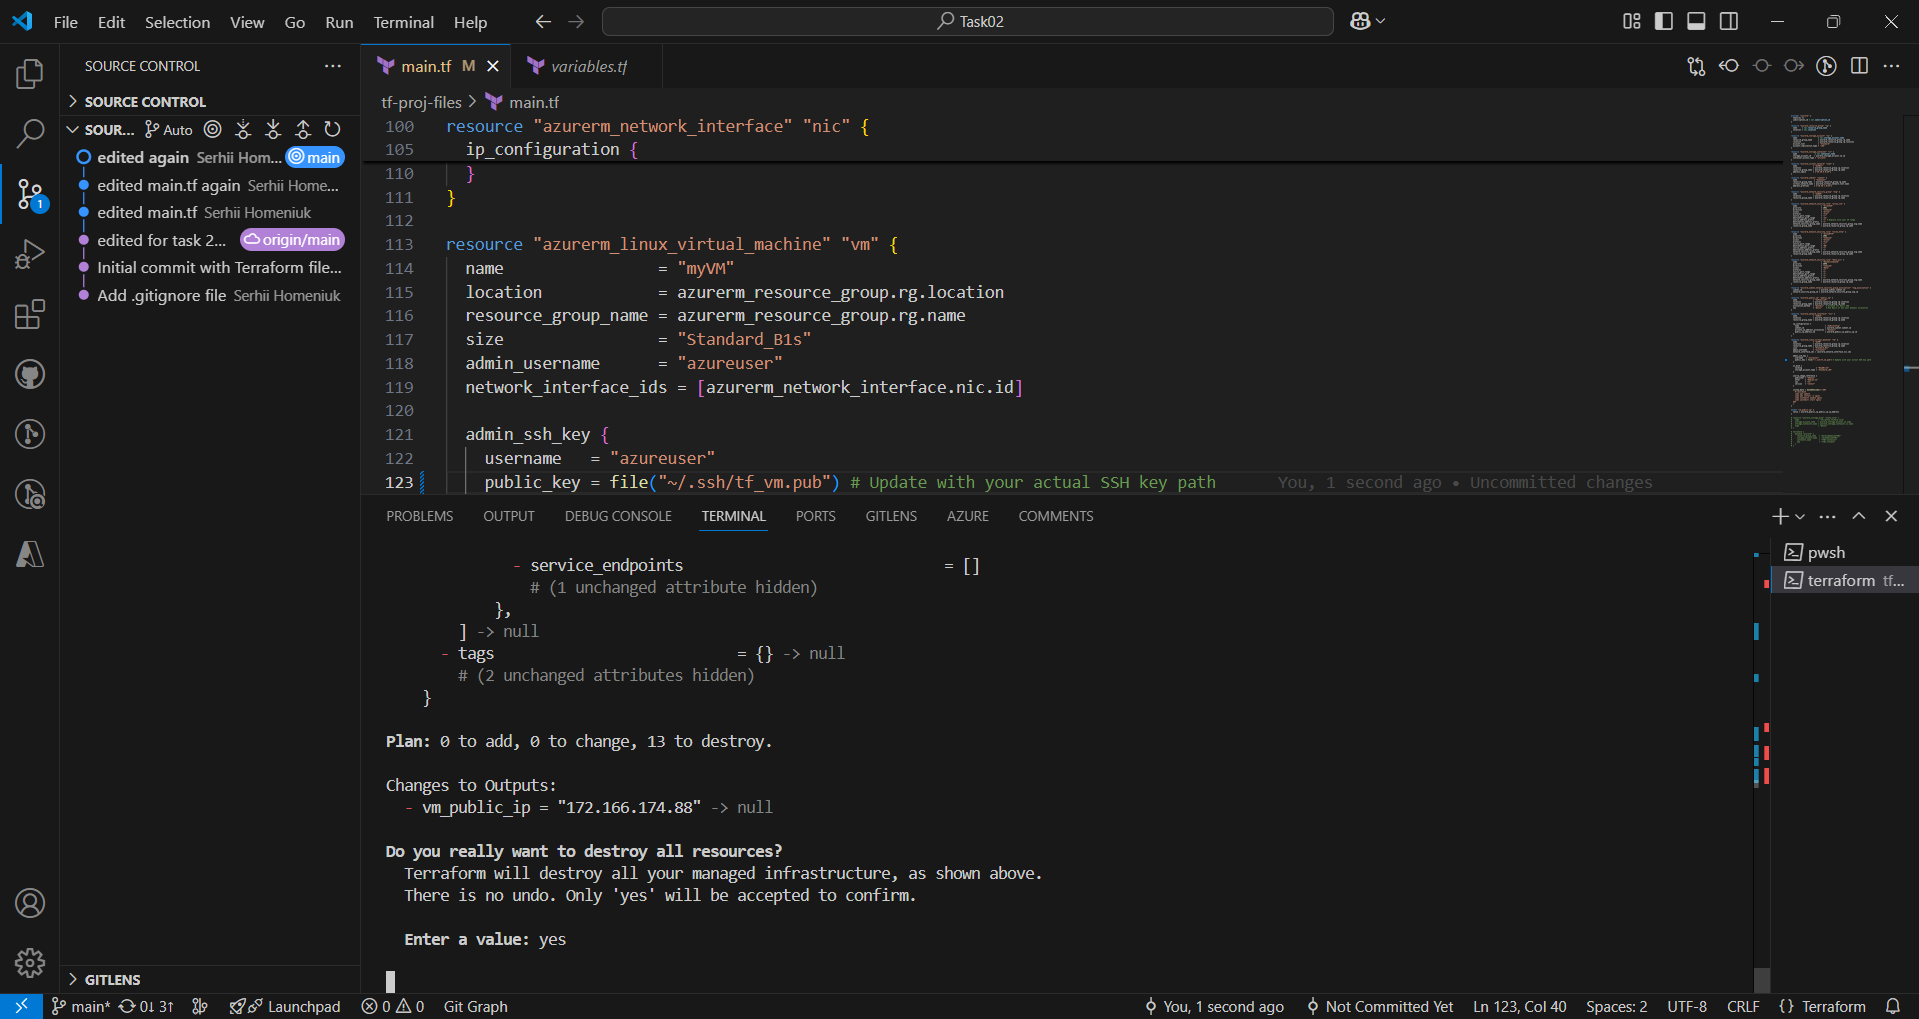 File Edit Selection View Go Run Terminal Help
Task02
SOURCE CONTROL
SOURCE CONTROL
SOUR... Auto
edited again Serhii Hom... main
edited main.tf again Serhii Home...
edited main.tf Serhii Homeniuk
edited for task 2... origin/main
Initial commit with Terraform file...
Add .gitignore file Serhii Homeniuk
1
GITLENS
main.tf M
variables.tf
tf-proj-files > main.tf
100 resource "azurerm_network_interface" "nic" {
105 ip_configuration {
110 }
111 }
112
113 resource "azurerm_linux_virtual_machine" "vm" {
114 name = "myVM"
115 location = azurerm_resource_group.rg.location
116 resource_group_name = azurerm_resource_group.rg.name
117 size = "Standard_B1s"
118 admin_username = "azureuser"
119 network_interface_ids = [azurerm_network_interface.nic.id]
120
121 admin_ssh_key {
122 username = "azureuser"
123 public_key = file("~/.ssh/tf_vm.pub") # Update with your actual SSH key path You, 1 second ago • Uncommitted changes
PROBLEMS OUTPUT DEBUG CONSOLE TERMINAL PORTS GITLENS AZURE COMMENTS
- service_endpoints = []
# (1 unchanged attribute hidden)
},
] -> null
- tags = {} -> null
# (2 unchanged attributes hidden)
}
Plan: 0 to add, 0 to change, 13 to destroy.
Changes to Outputs:
- vm_public_ip = "172.166.174.88" -> null
Do you really want to destroy all resources?
Terraform will destroy all your managed infrastructure, as shown above.
There is no undo. Only 'yes' will be accepted to confirm.
Enter a value: yes
pwsh
terraform tf...
main* 0↓ 3↑ Launchpad 0 0 Git Graph
You, 1 second ago Not Committed Yet Ln 123, Col 40 Spaces: 2 UTF-8 CRLF {} Terraform